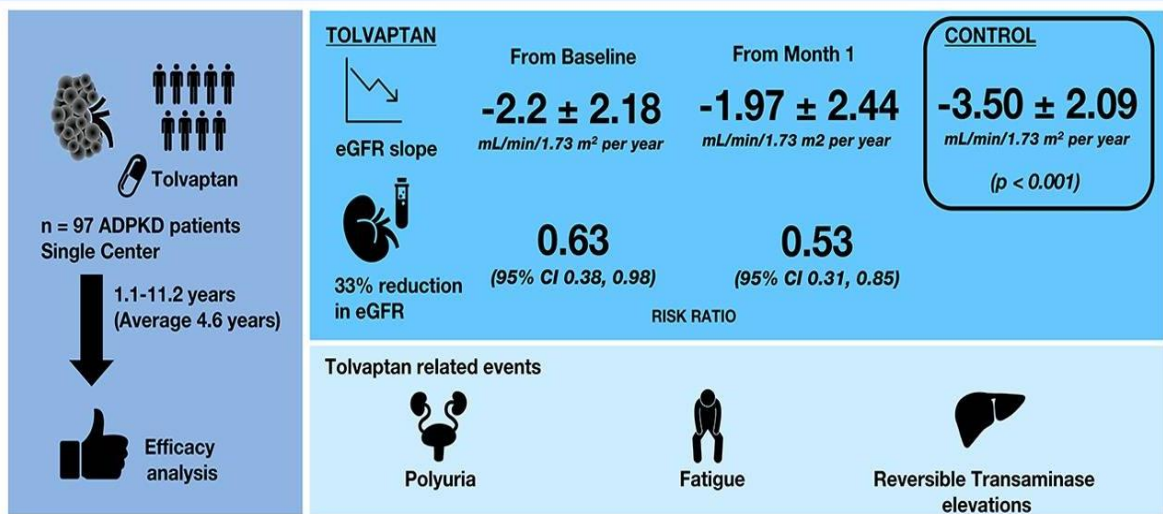 Tolvaptan
n = 97 ADPKD patients
Single Center
1.1-11.2 years
(Average 4.6 years)
Efficacy
analysis
TOLVAPTAN
From Baseline
From Month 1
CONTROL
eGFR slope
-2.2 ± 2.18
mL/min/1.73 m² per year
-1.97 ± 2.44
mL/min/1.73 m2 per year
-3.50 ± 2.09
mL/min/1.73 m² per year
(p < 0.001)
33% reduction
in eGFR
0.63
(95% CI 0.38, 0.98)
0.53
(95% CI 0.31, 0.85)
RISK RATIO
Tolvaptan related events
Polyuria
Fatigue
Reversible Transaminase
elevations